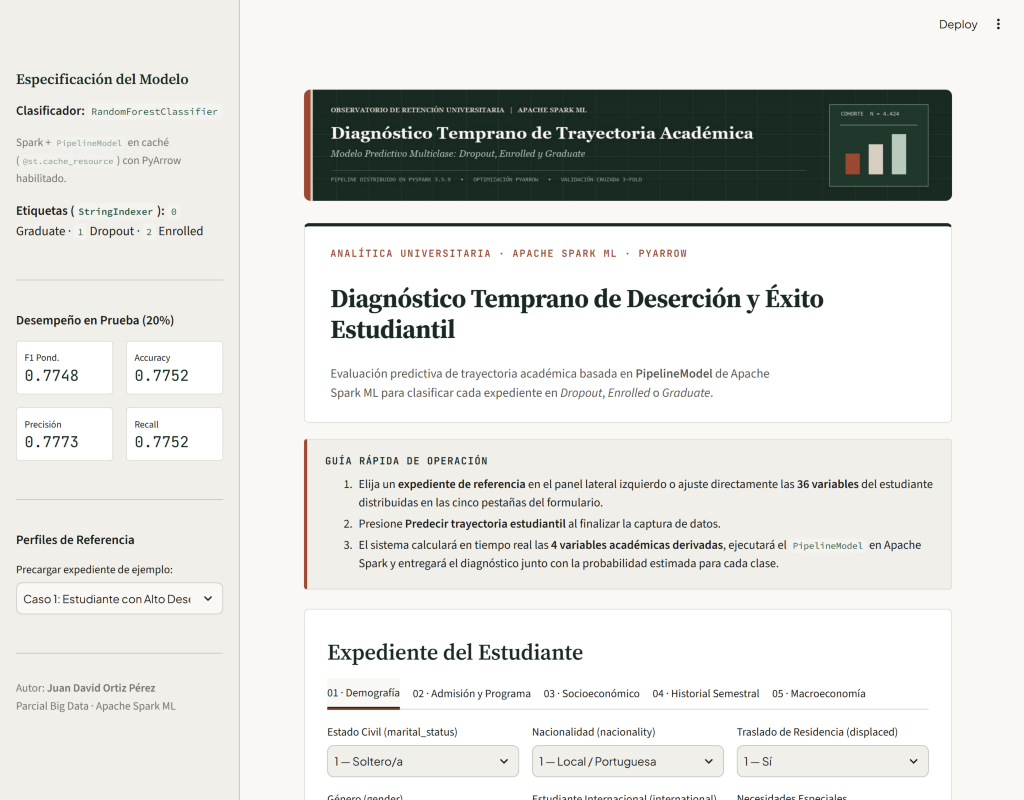 Deploy
Especificación del Modelo
Clasificador: RandomForestClassifier
Spark + PipelineModel en caché
( @st.cache_resource ) con PyArrow
habilitado.
Etiquetas ( StringIndexer ): 0
Graduate · 1 Dropout · 2 Enrolled
Desempeño en Prueba (20%)
F1 Pond.
0.7748
Accuracy
0.7752
Precisión
0.7773
Recall
0.7752
Perfiles de Referencia
Precargar expediente de ejemplo:
Caso 1: Estudiante con Alto Dese
Autor: Juan David Ortiz Pérez
Parcial Big Data · Apache Spark ML
OBSERVATORIO DE RETENCIÓN UNIVERSITARIA | APACHE SPARK ML
Diagnóstico Temprano de Trayectoria Académica
Modelo Predictivo Multiclase: Dropout, Enrolled y Graduate
PIPELINE DISTRIBUIDO EN PYSPARK 3.5.9 • OPTIMIZACIÓN PYARROW • VALIDACIÓN CRUZADA 3-FOLD
COHORTE N = 4.424
ANALÍTICA UNIVERSITARIA · APACHE SPARK ML · PYARROW
Diagnóstico Temprano de Deserción y Éxito
Estudiantil
Evaluación predictiva de trayectoria académica basada en PipelineModel de Apache
Spark ML para clasificar cada expediente en Dropout, Enrolled o Graduate.
GUÍA RÁPIDA DE OPERACIÓN
1. Elija un expediente de referencia en el panel lateral izquierdo o ajuste directamente las 36 variables del estudiante
distribuidas en las cinco pestañas del formulario.
2. Presione Predecir trayectoria estudiantil al finalizar la captura de datos.
3. El sistema calculará en tiempo real las 4 variables académicas derivadas, ejecutará el PipelineModel en Apache
Spark y entregará el diagnóstico junto con la probabilidad estimada para cada clase.
Expediente del Estudiante
01 · Demografía 02 · Admisión y Programa 03 · Socioeconómico 04 · Historial Semestral 05 · Macroeconomía
Estado Civil (marital_status) Nacionalidad (nacionality) Traslado de Residencia (displaced)
1 — Soltero/a 1 — Local / Portuguesa 1 — Sí
Género (gender) Estudiante Internacional (international) Necesidades Especiales